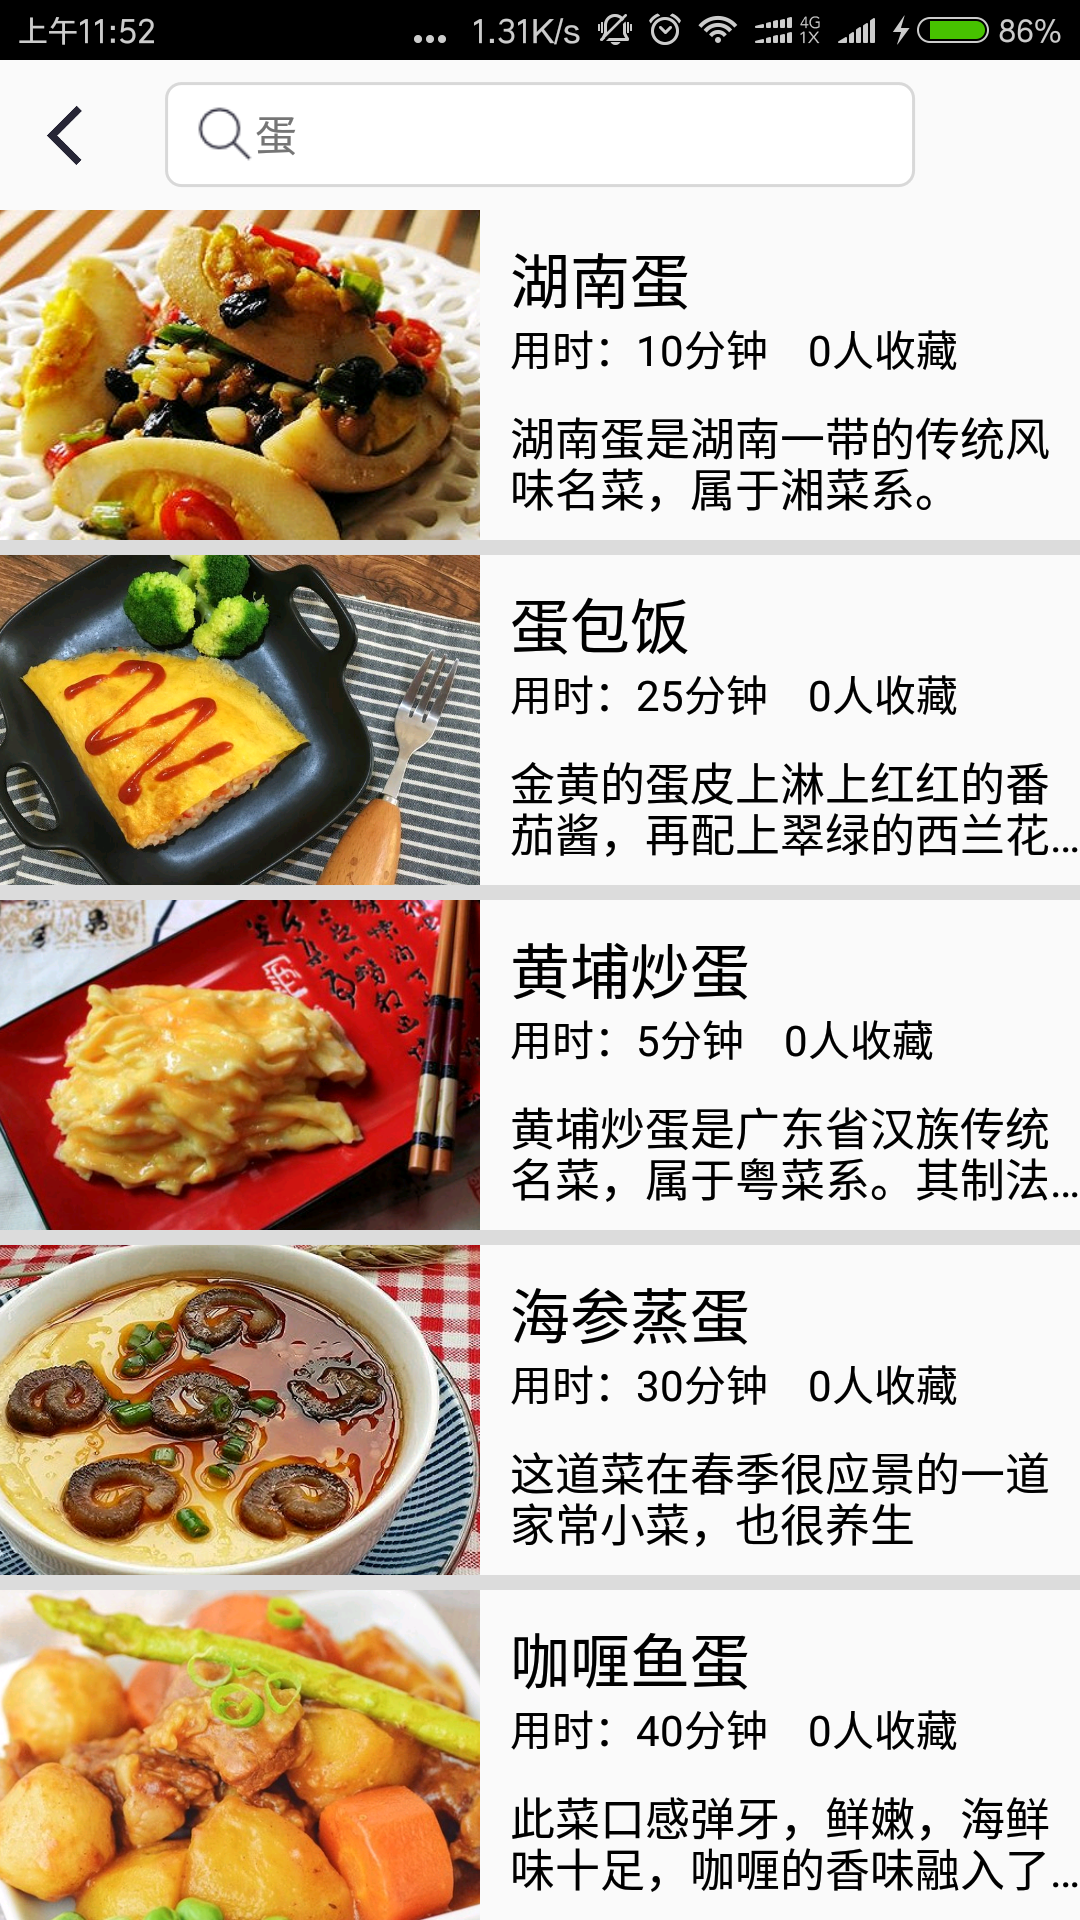 上午11:52
... 1.31K/s 4G 1X 86%
蛋
湖南蛋
用时：10分钟 0人收藏
湖南蛋是湖南一带的传统风
味名菜，属于湘菜系。
蛋包饭
用时：25分钟 0人收藏
金黄的蛋皮上淋上红红的番
茄酱，再配上翠绿的西兰花...
黄埔炒蛋
用时：5分钟 0人收藏
黄埔炒蛋是广东省汉族传统
名菜，属于粤菜系。其制法...
海参蒸蛋
用时：30分钟 0人收藏
这道菜在春季很应景的一道
家常小菜，也很养生
咖喱鱼蛋
用时：40分钟 0人收藏
此菜口感弹牙，鲜嫩，海鲜
味十足，咖喱的香味融入了...